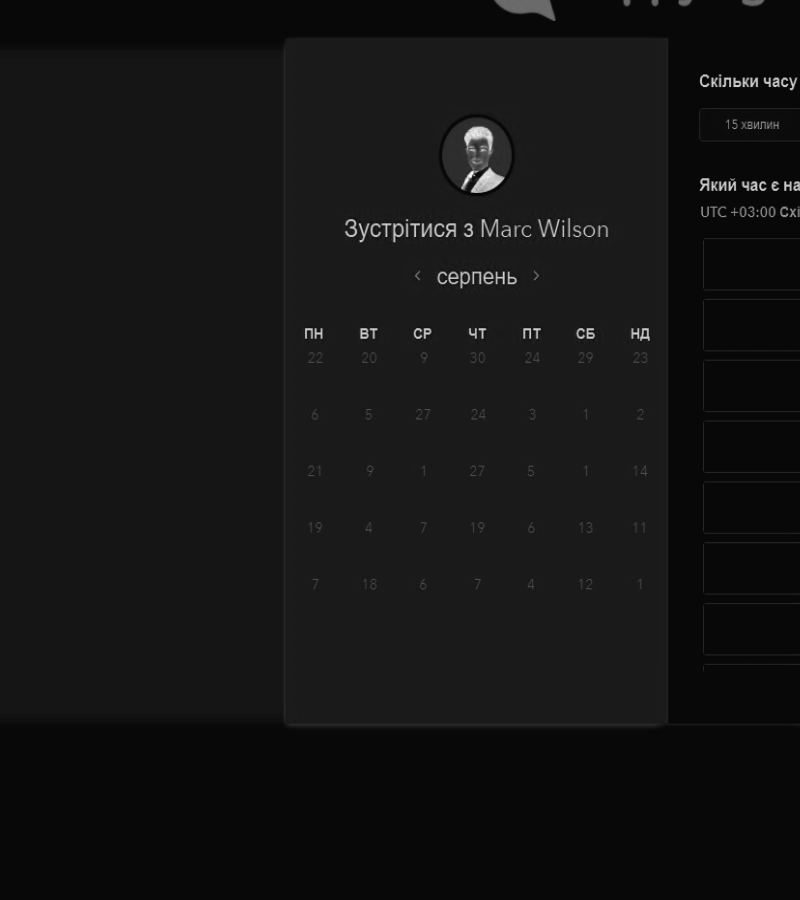 Зустрітися з Marc Wilson
‹ серпень ›
ПН ВТ СР ЧТ ПТ СБ НД
22 20 9 30 24 29 23
6 5 27 24 3 1 2
21 9 1 27 5 1 14
19 4 7 19 6 13 11
7 18 6 7 4 12 1
Скільки часу
15 хвилин
Який час є на
UTC +03:00 Схі